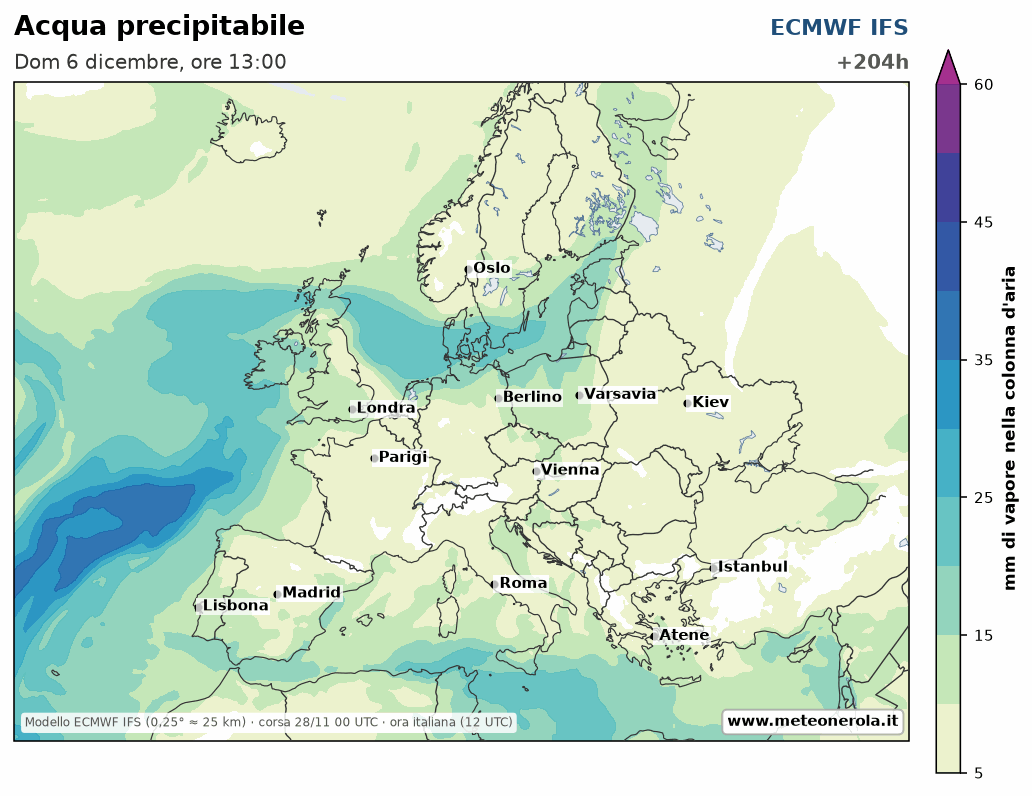 Acqua precipitabile
ECMWF IFS
Dom 6 dicembre, ore 13:00
+204h
60
45
35
25
15
5
mm di vapore nella colonna d'aria
Oslo
Londra
Berlino
Varsavia
Kiev
Parigi
Vienna
Istanbul
Roma
Madrid
Lisbona
Atene
Modello ECMWF IFS (0,25° ≈ 25 km) · corsa 28/11 00 UTC · ora italiana (12 UTC)
www.meteonerola.it